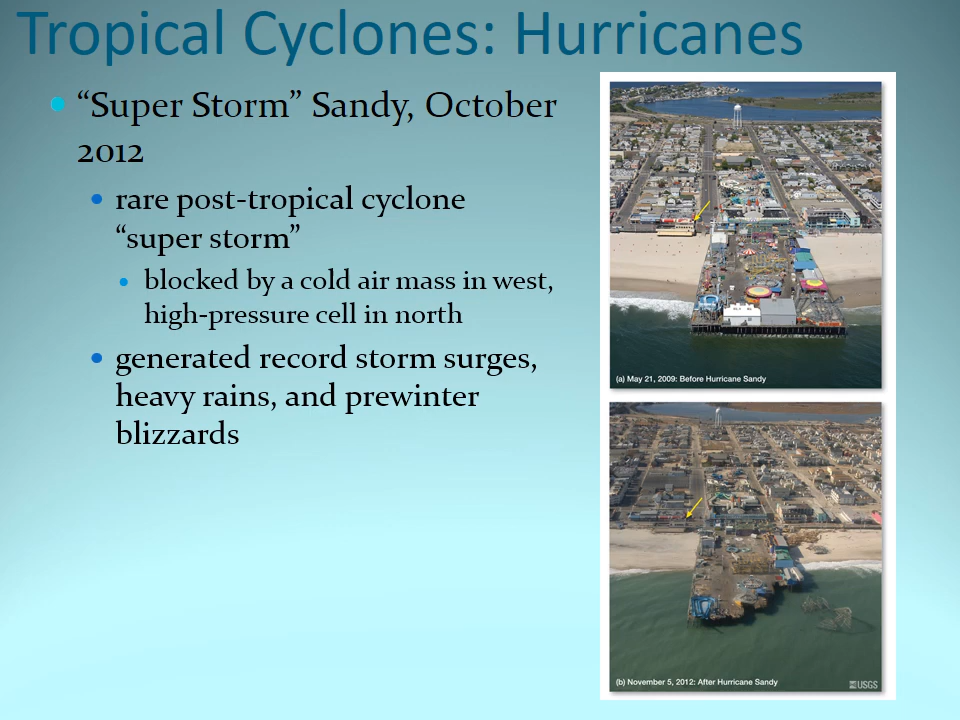 Tropical Cyclones: Hurricanes
“Super Storm” Sandy, October
2012
rare post-tropical cyclone
“super storm”
blocked by a cold air mass in west,
high-pressure cell in north
generated record storm surges,
heavy rains, and prewinter
blizzards
(a) May 21, 2009: Before Hurricane Sandy
(b) November 5, 2012: After Hurricane Sandy
USGS